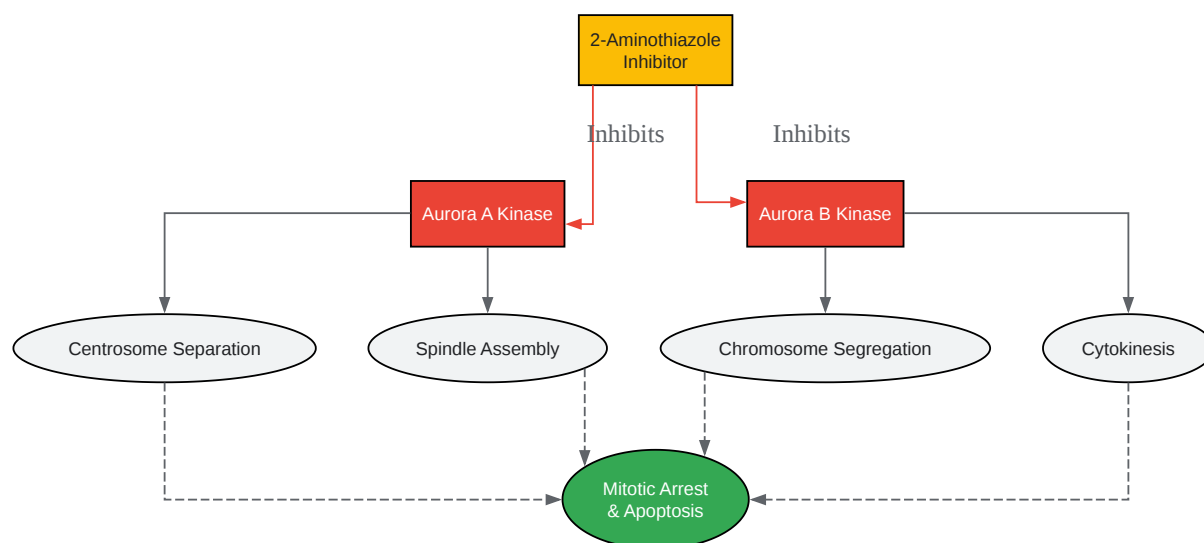 2-Aminothiazole
Inhibitor
Inhibits
Inhibits
Aurora A Kinase
Aurora B Kinase
Centrosome Separation
Spindle Assembly
Chromosome Segregation
Cytokinesis
Mitotic Arrest
& Apoptosis